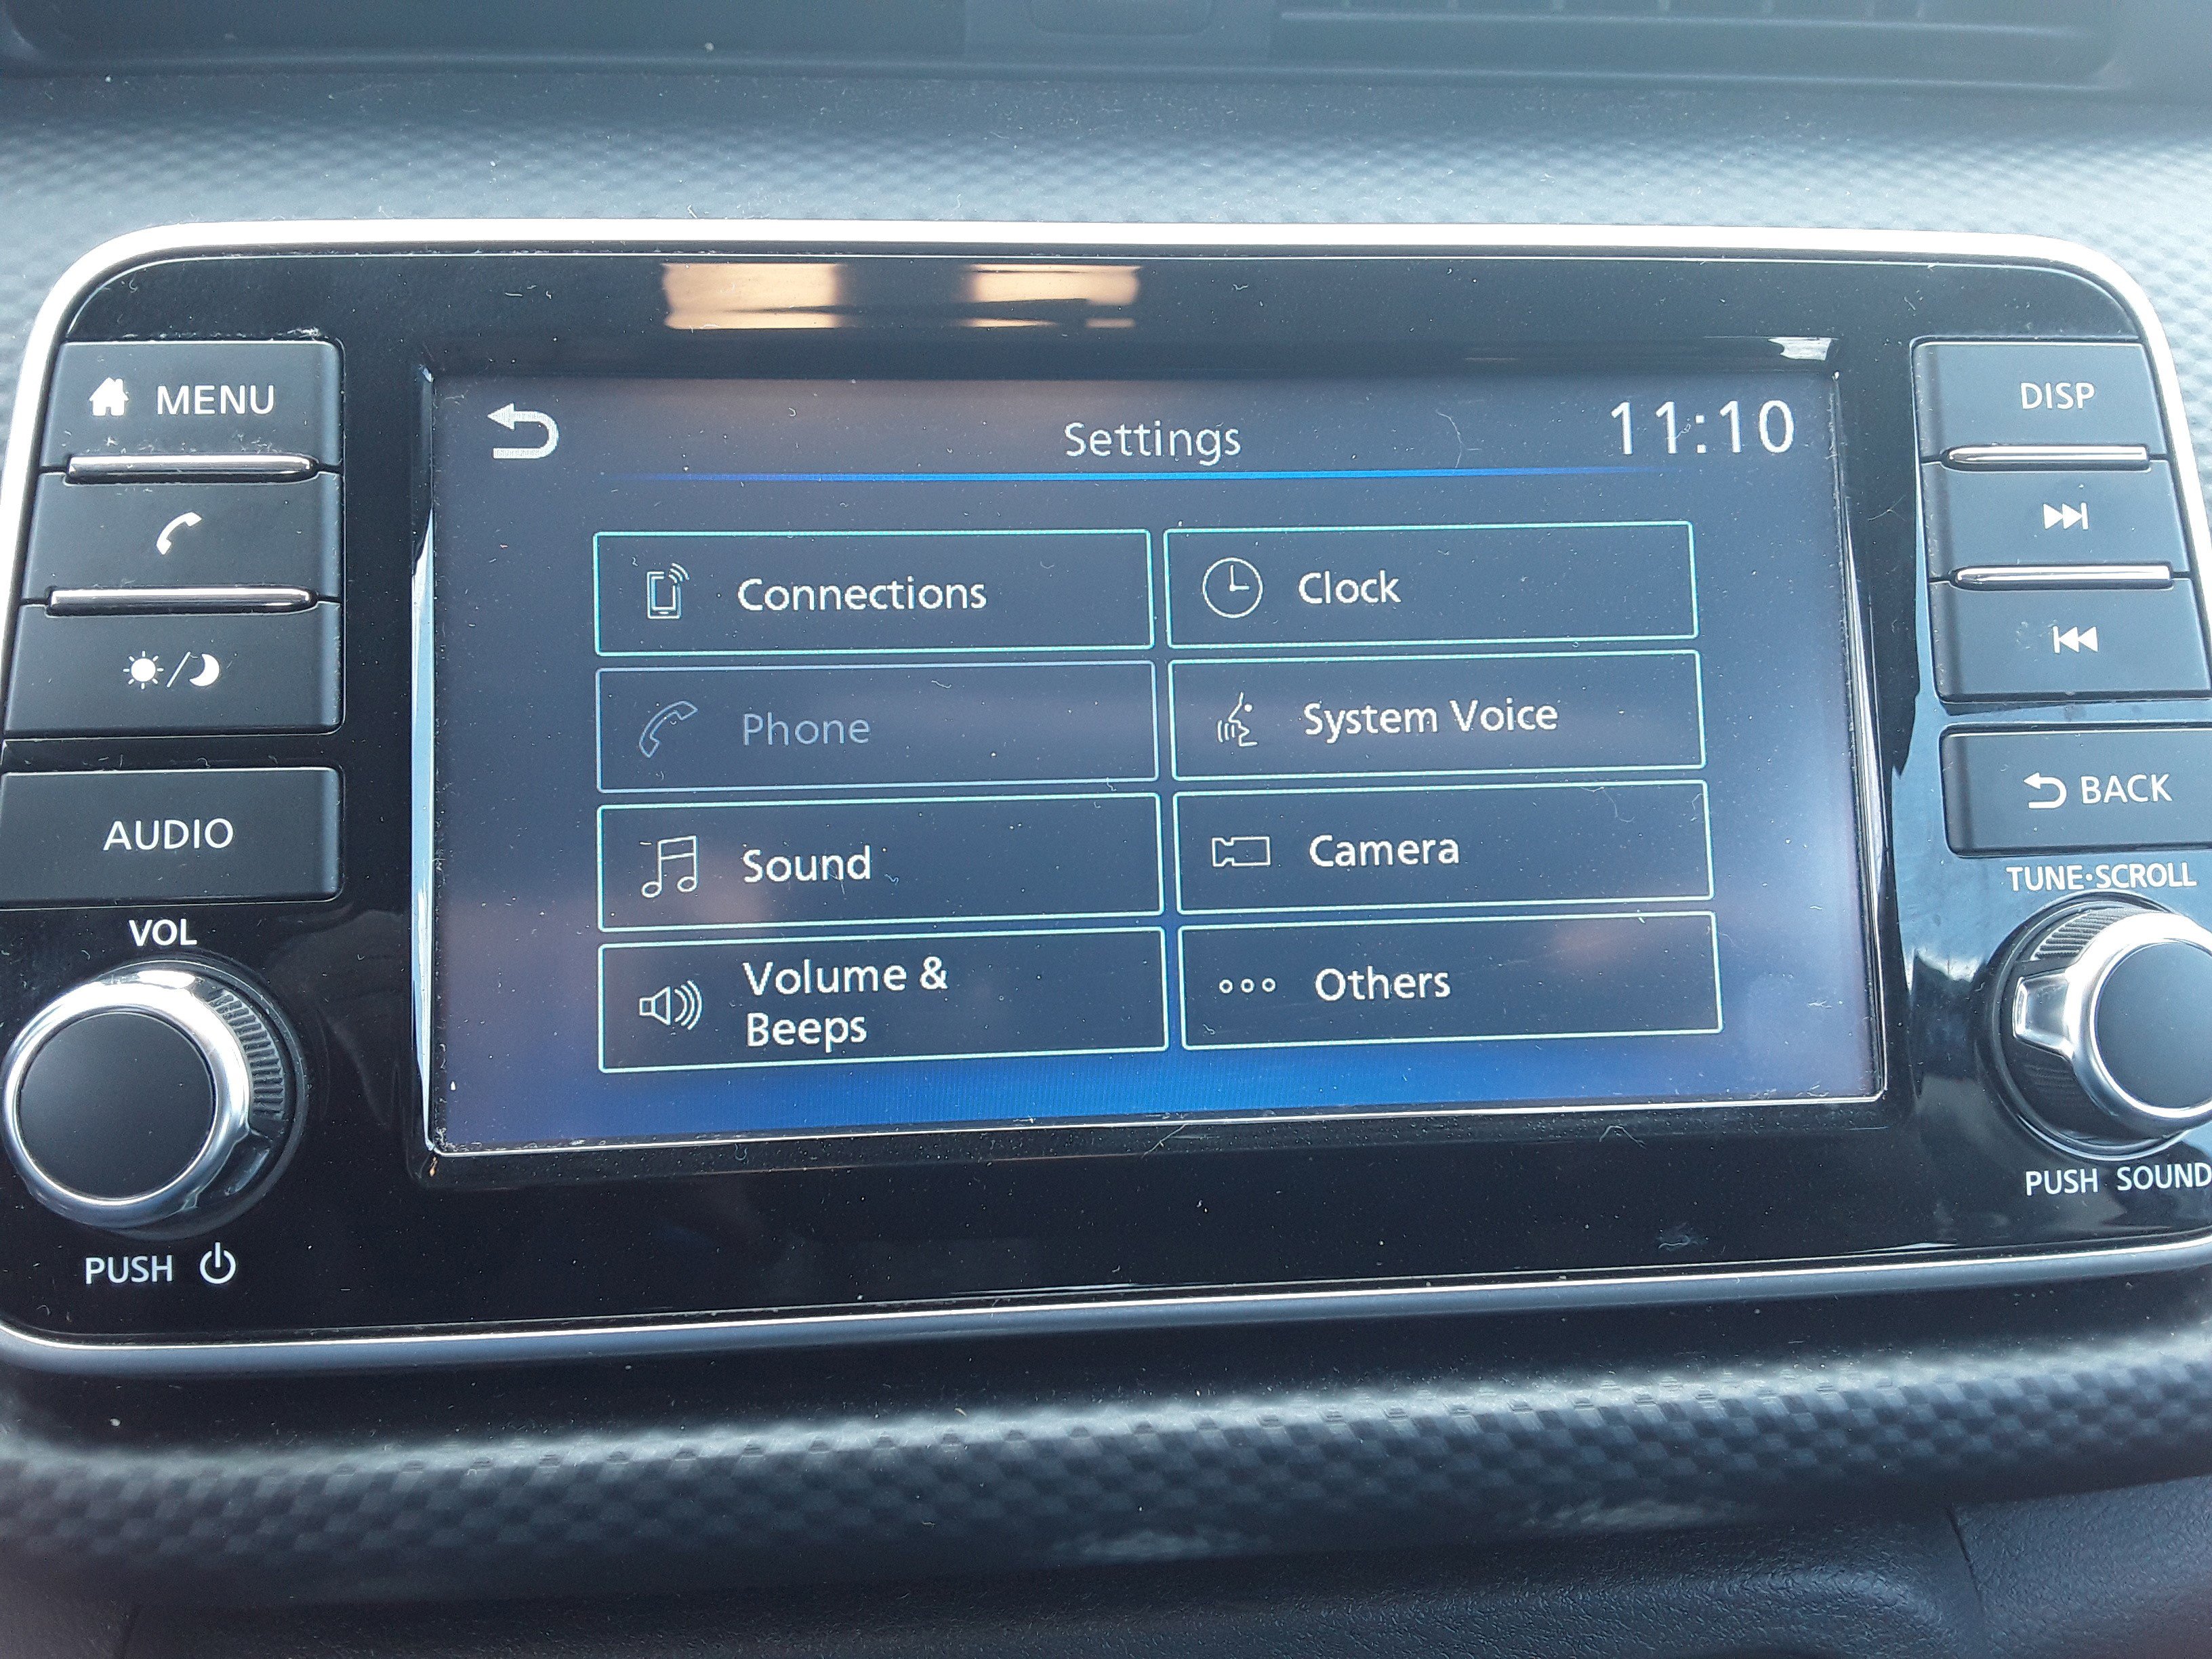 MENU
AUDIO
VOL
PUSH
Settings
11:10
Connections
Clock
Phone
System Voice
Sound
Camera
Volume &
Beeps
Others
DISP
BACK
TUNE·SCROLL
PUSH SOUND